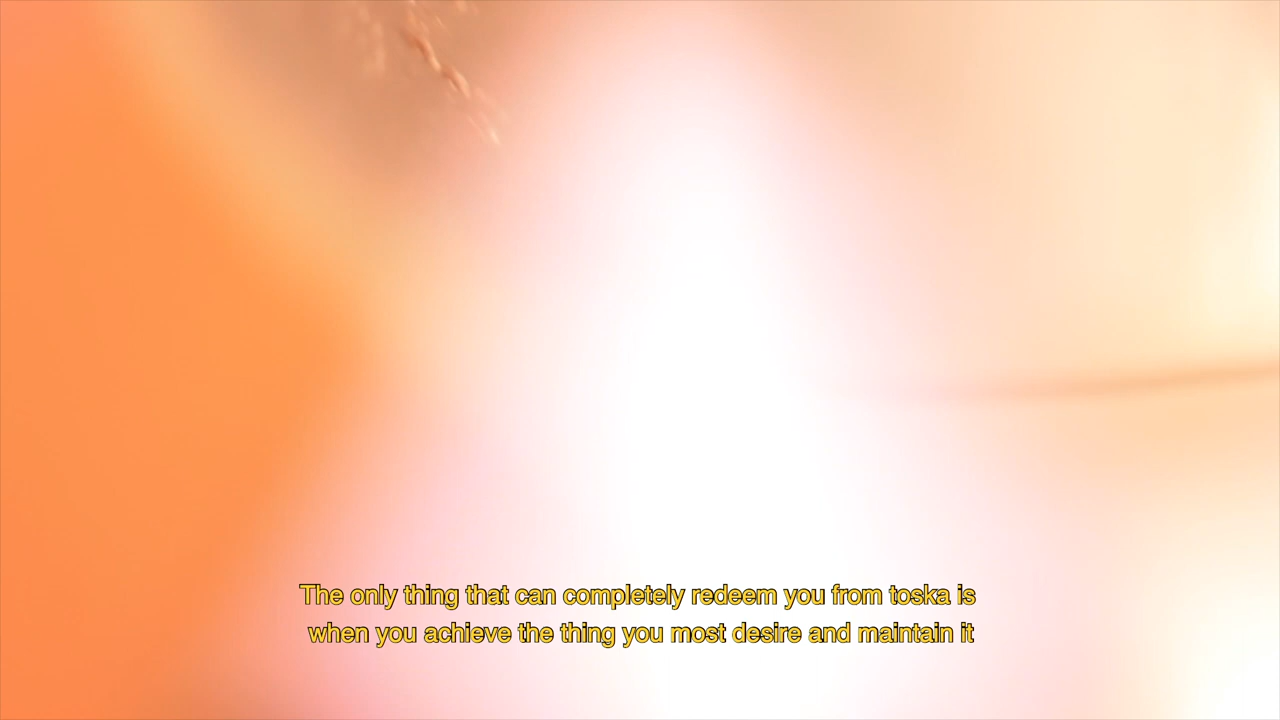 The only thing that can completely redeem you from toska is
when you achieve the thing you most desire and maintain it